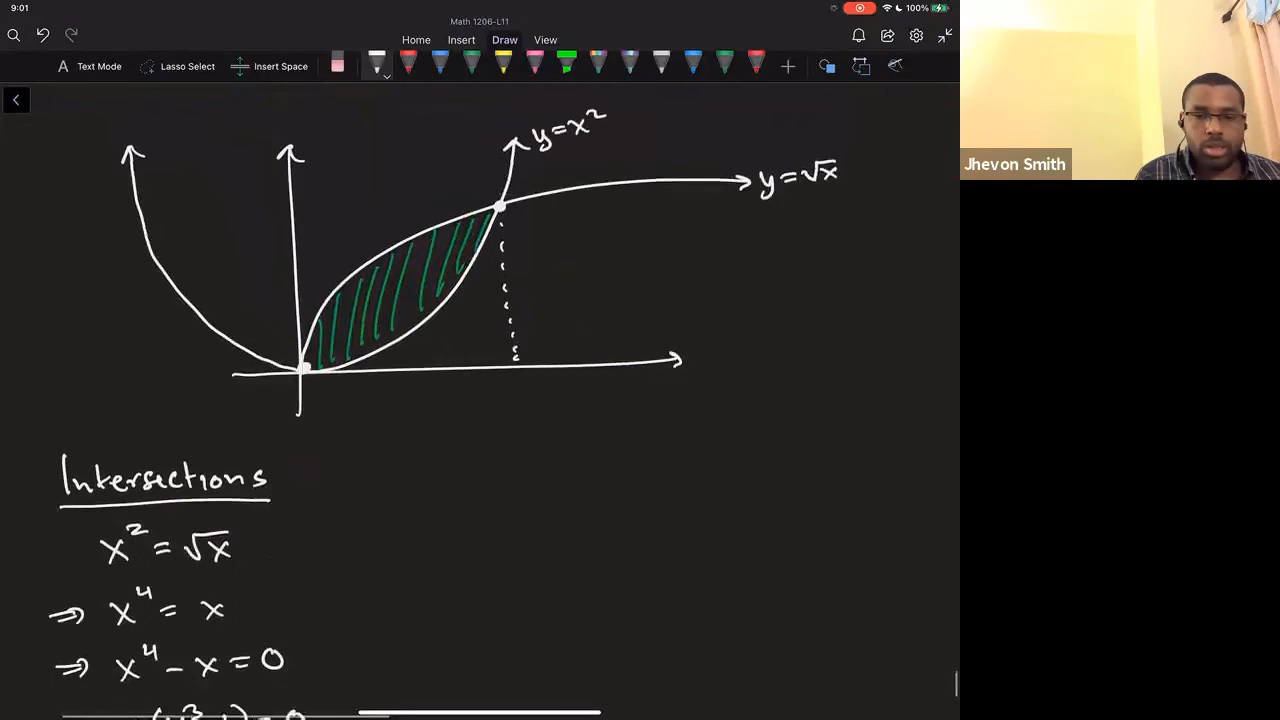 9:01
100%
Math 1206-L11
Home Insert Draw View
Text Mode Lasso Select Insert Space
y=x²
y=√x
Jhevon Smith
Intersections
x² = √x
⇒ x⁴ = x
⇒ x⁴ - x = 0